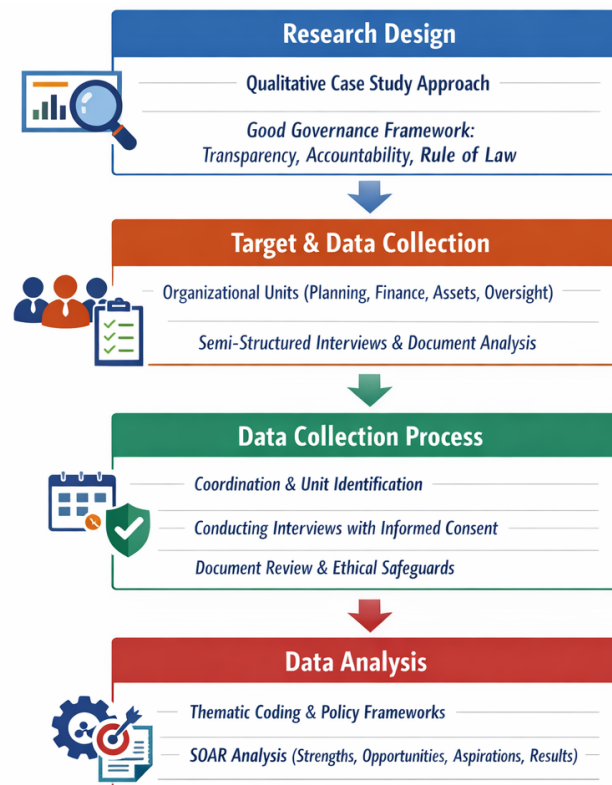 Research Design
Qualitative Case Study Approach
Good Governance Framework:
Transparency, Accountability, Rule of Law
Target & Data Collection
Organizational Units (Planning, Finance, Assets, Oversight)
Semi-Structured Interviews & Document Analysis
Data Collection Process
Coordination & Unit Identification
Conducting Interviews with Informed Consent
Document Review & Ethical Safeguards
Data Analysis
Thematic Coding & Policy Frameworks
SOAR Analysis (Strengths, Opportunities, Aspirations, Results)